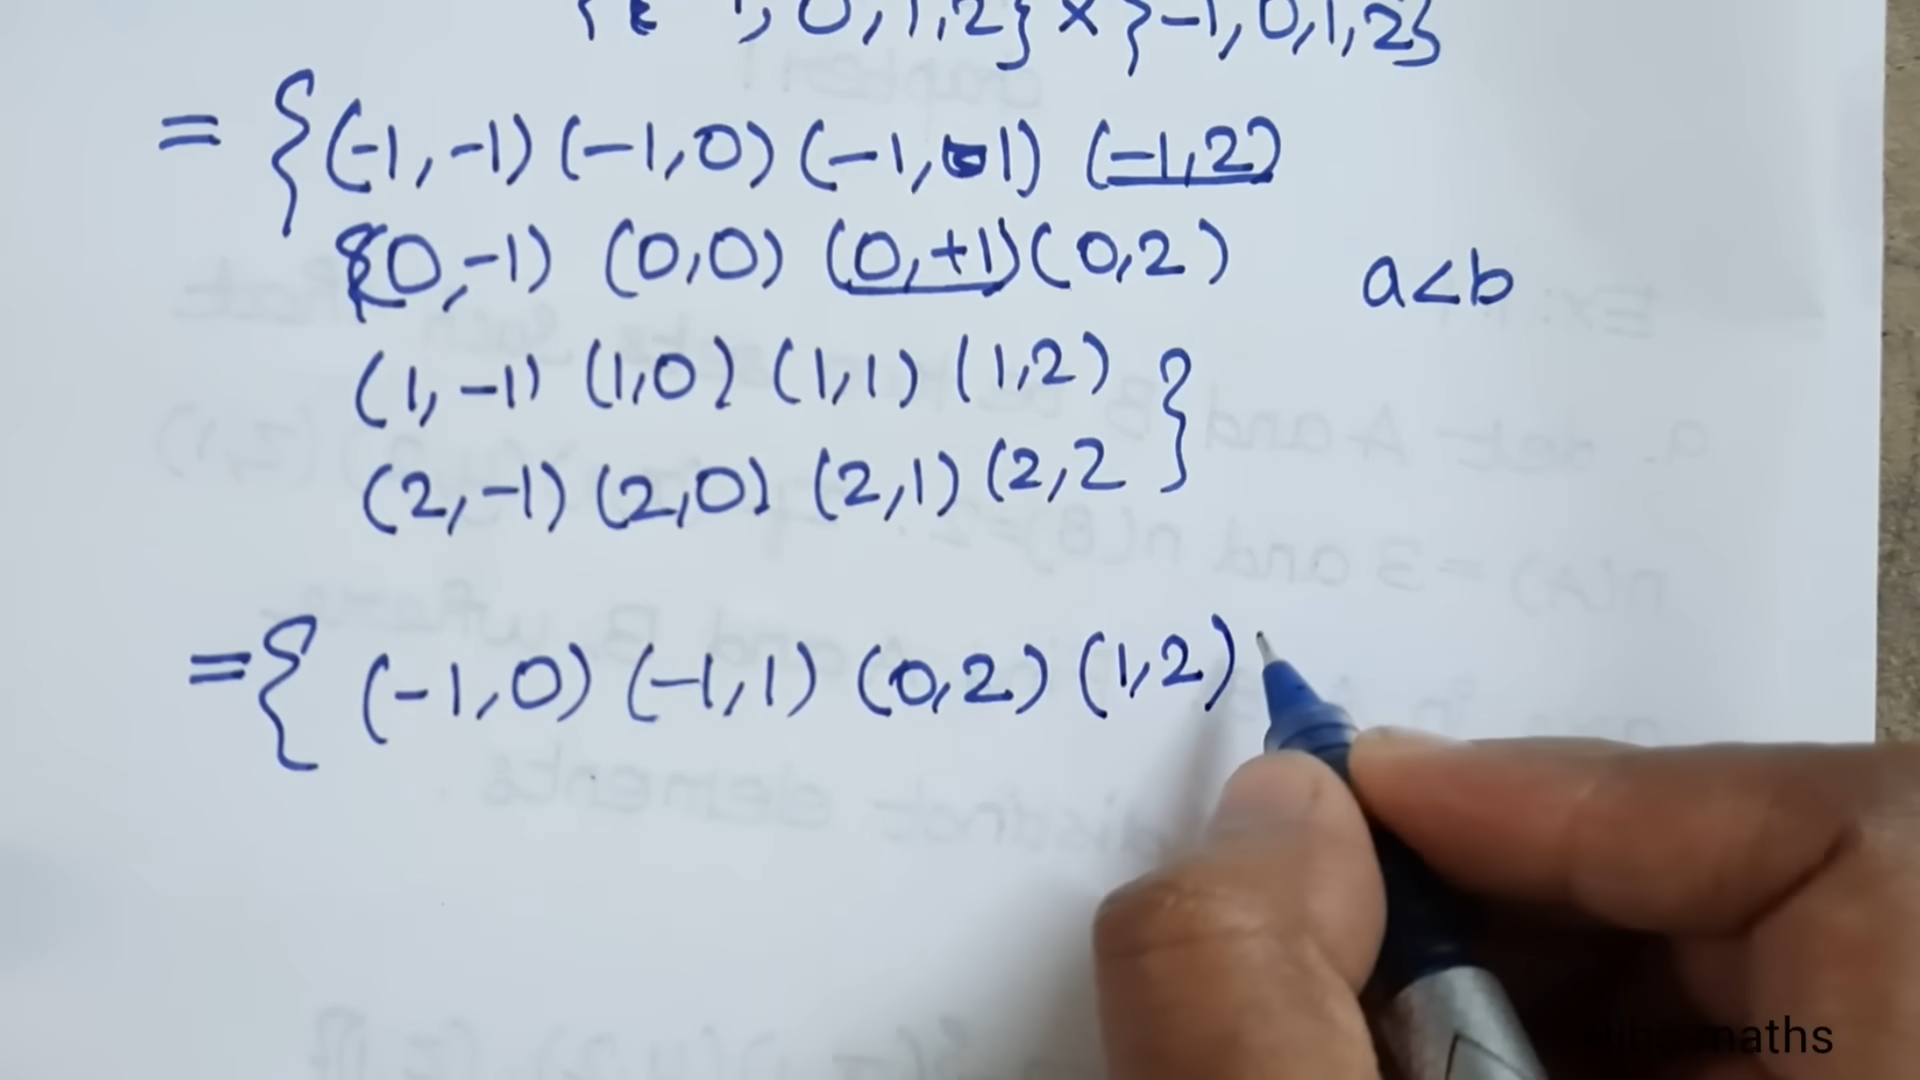 1, 0, 1, 2} × {-1, 0, 1, 2}
= { (-1, -1) (-1, 0) (-1, 1) (-1, 2)
(0, -1) (0, 0) (0, +1) (0, 2) a < b
(1, -1) (1, 0) (1, 1) (1, 2)
(2, -1) (2, 0) (2, 1) (2, 2 }
= { (-1, 0) (-1, 1) (0, 2) (1, 2)
maths